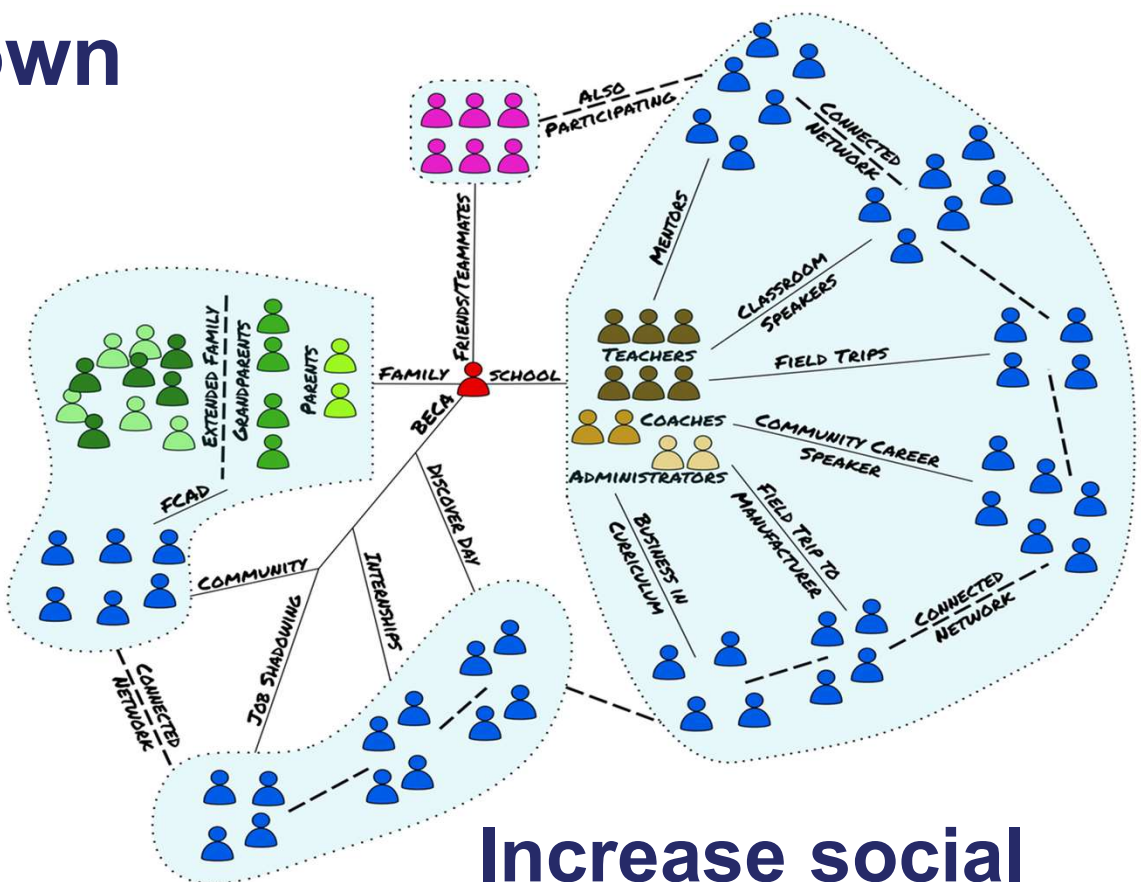 own
ALSO
PARTICIPATING
CONNECTED
NETWORK
FRIENDS/TEAMMATES
MENTORS
CLASSROOM
SPEAKERS
TEACHERS
FIELD TRIPS
EXTENDED FAMILY
GRANDPARENTS
PARENTS
FAMILY
SCHOOL
BECA
COACHES
COMMUNITY CAREER
SPEAKER
ADMINISTRATORS
FCAD
DISCOVER DAY
BUSINESS IN
CURRICULUM
FIELD TRIP TO
MANUFACTURER
COMMUNITY
INTERNSHIPS
JOB SHADOWING
CONNECTED
NETWORK
CONNECTED
NETWORK
Increase social